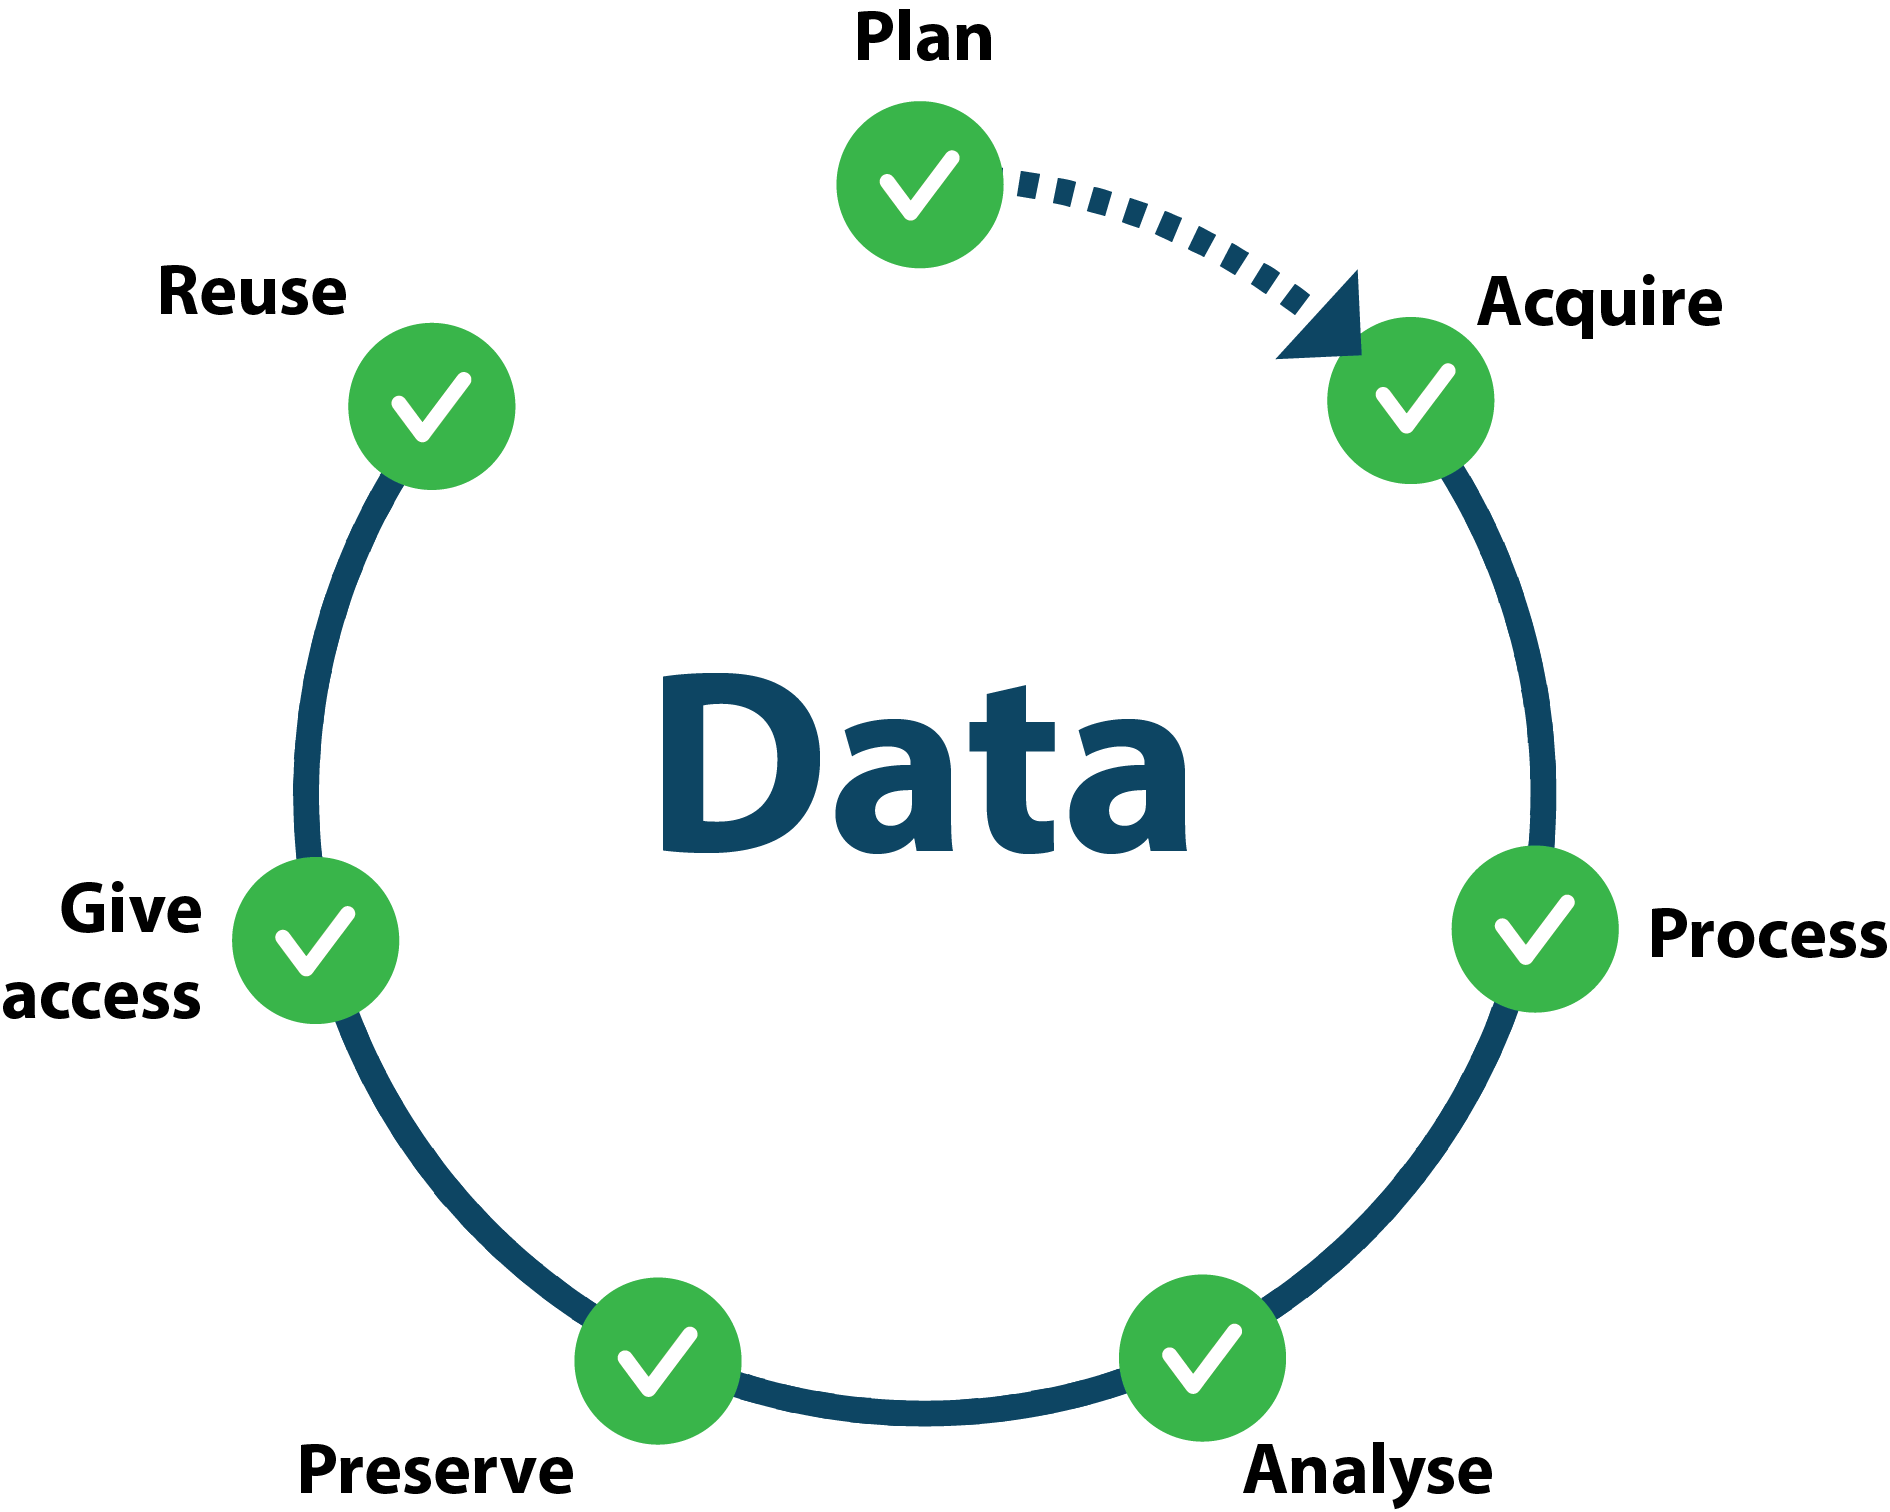 Plan
Acquire
Process
Analyse
Preserve
Give
access
Reuse
Data